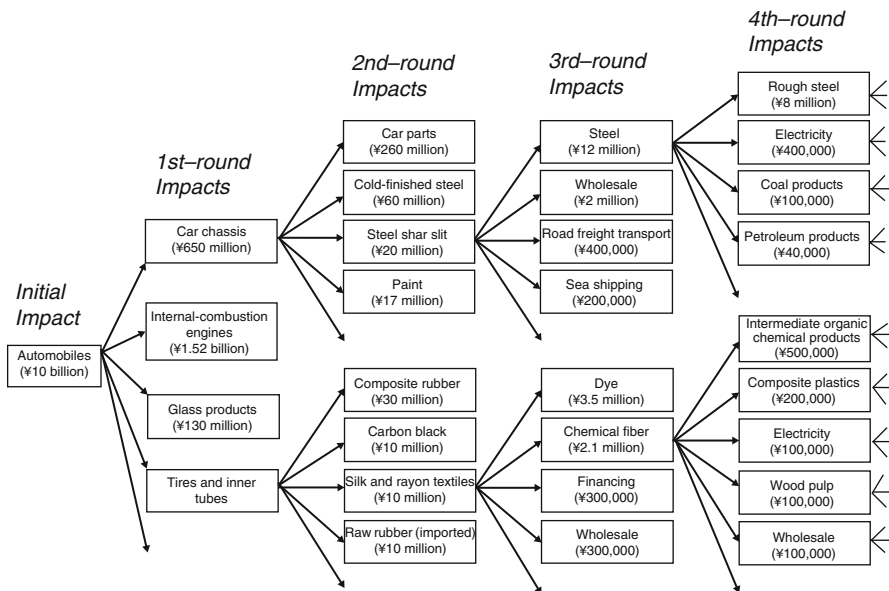 Initial
Impact
Automobiles
(¥10 billion)
1st–round
Impacts
Car chassis
(¥650 million)
Internal-combustion
engines
(¥1.52 billion)
Glass products
(¥130 million)
Tires and inner
tubes
2nd–round
Impacts
Car parts
(¥260 million)
Cold-finished steel
(¥60 million)
Steel shar slit
(¥20 million)
Paint
(¥17 million)
Composite rubber
(¥30 million)
Carbon black
(¥10 million)
Silk and rayon textiles
(¥10 million)
Raw rubber (imported)
(¥10 million)
3rd–round
Impacts
Steel
(¥12 million)
Wholesale
(¥2 million)
Road freight transport
(¥400,000)
Sea shipping
(¥200,000)
Dye
(¥3.5 million)
Chemical fiber
(¥2.1 million)
Financing
(¥300,000)
Wholesale
(¥300,000)
4th–round
Impacts
Rough steel
(¥8 million)
Electricity
(¥400,000)
Coal products
(¥100,000)
Petroleum products
(¥40,000)
Intermediate organic
chemical products
(¥500,000)
Composite plastics
(¥200,000)
Electricity
(¥100,000)
Wood pulp
(¥100,000)
Wholesale
(¥100,000)